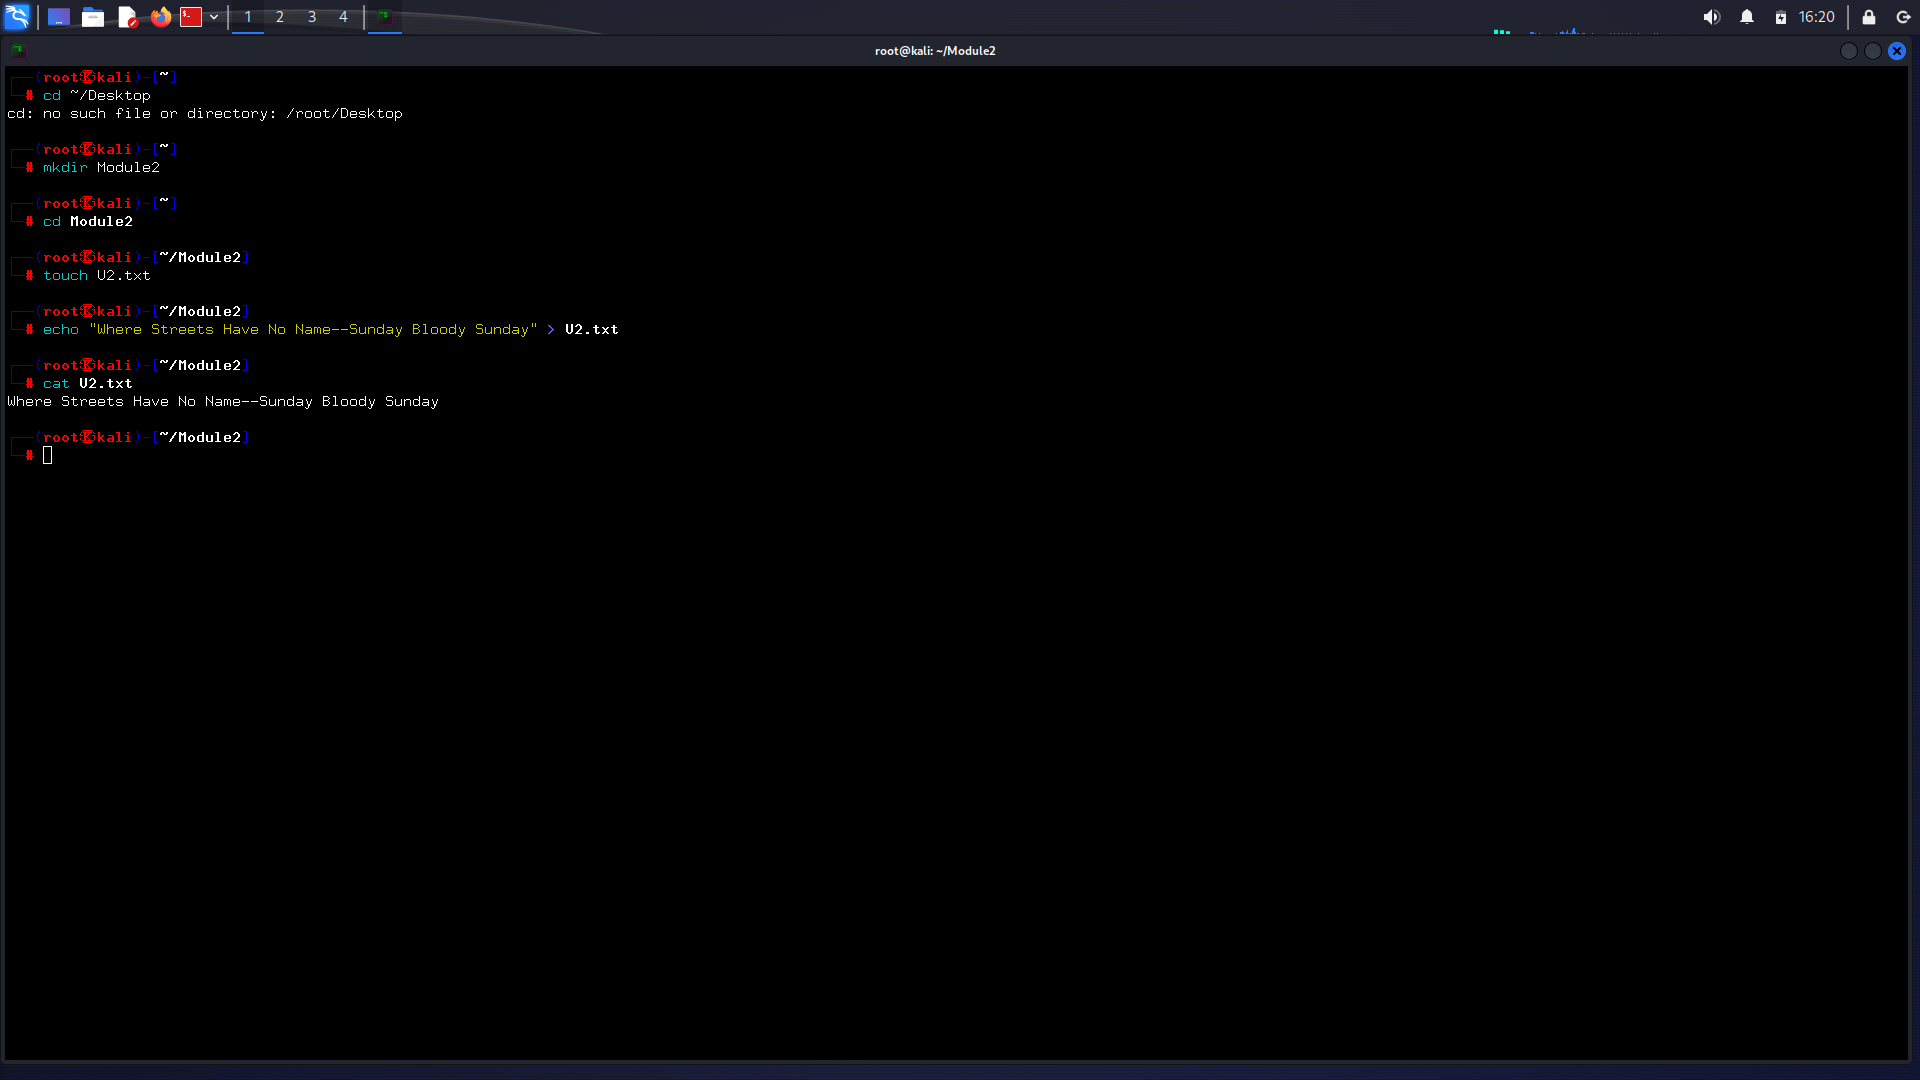 1 2 3 4
16:20
root@kali: ~/Module2
┌──(root㉿kali)-[~]
└─# cd ~/Desktop
cd: no such file or directory: /root/Desktop
┌──(root㉿kali)-[~]
└─# mkdir Module2
┌──(root㉿kali)-[~]
└─# cd Module2
┌──(root㉿kali)-[~/Module2]
└─# touch U2.txt
┌──(root㉿kali)-[~/Module2]
└─# echo "Where Streets Have No Name--Sunday Bloody Sunday" > U2.txt
┌──(root㉿kali)-[~/Module2]
└─# cat U2.txt
Where Streets Have No Name--Sunday Bloody Sunday
┌──(root㉿kali)-[~/Module2]
└─#